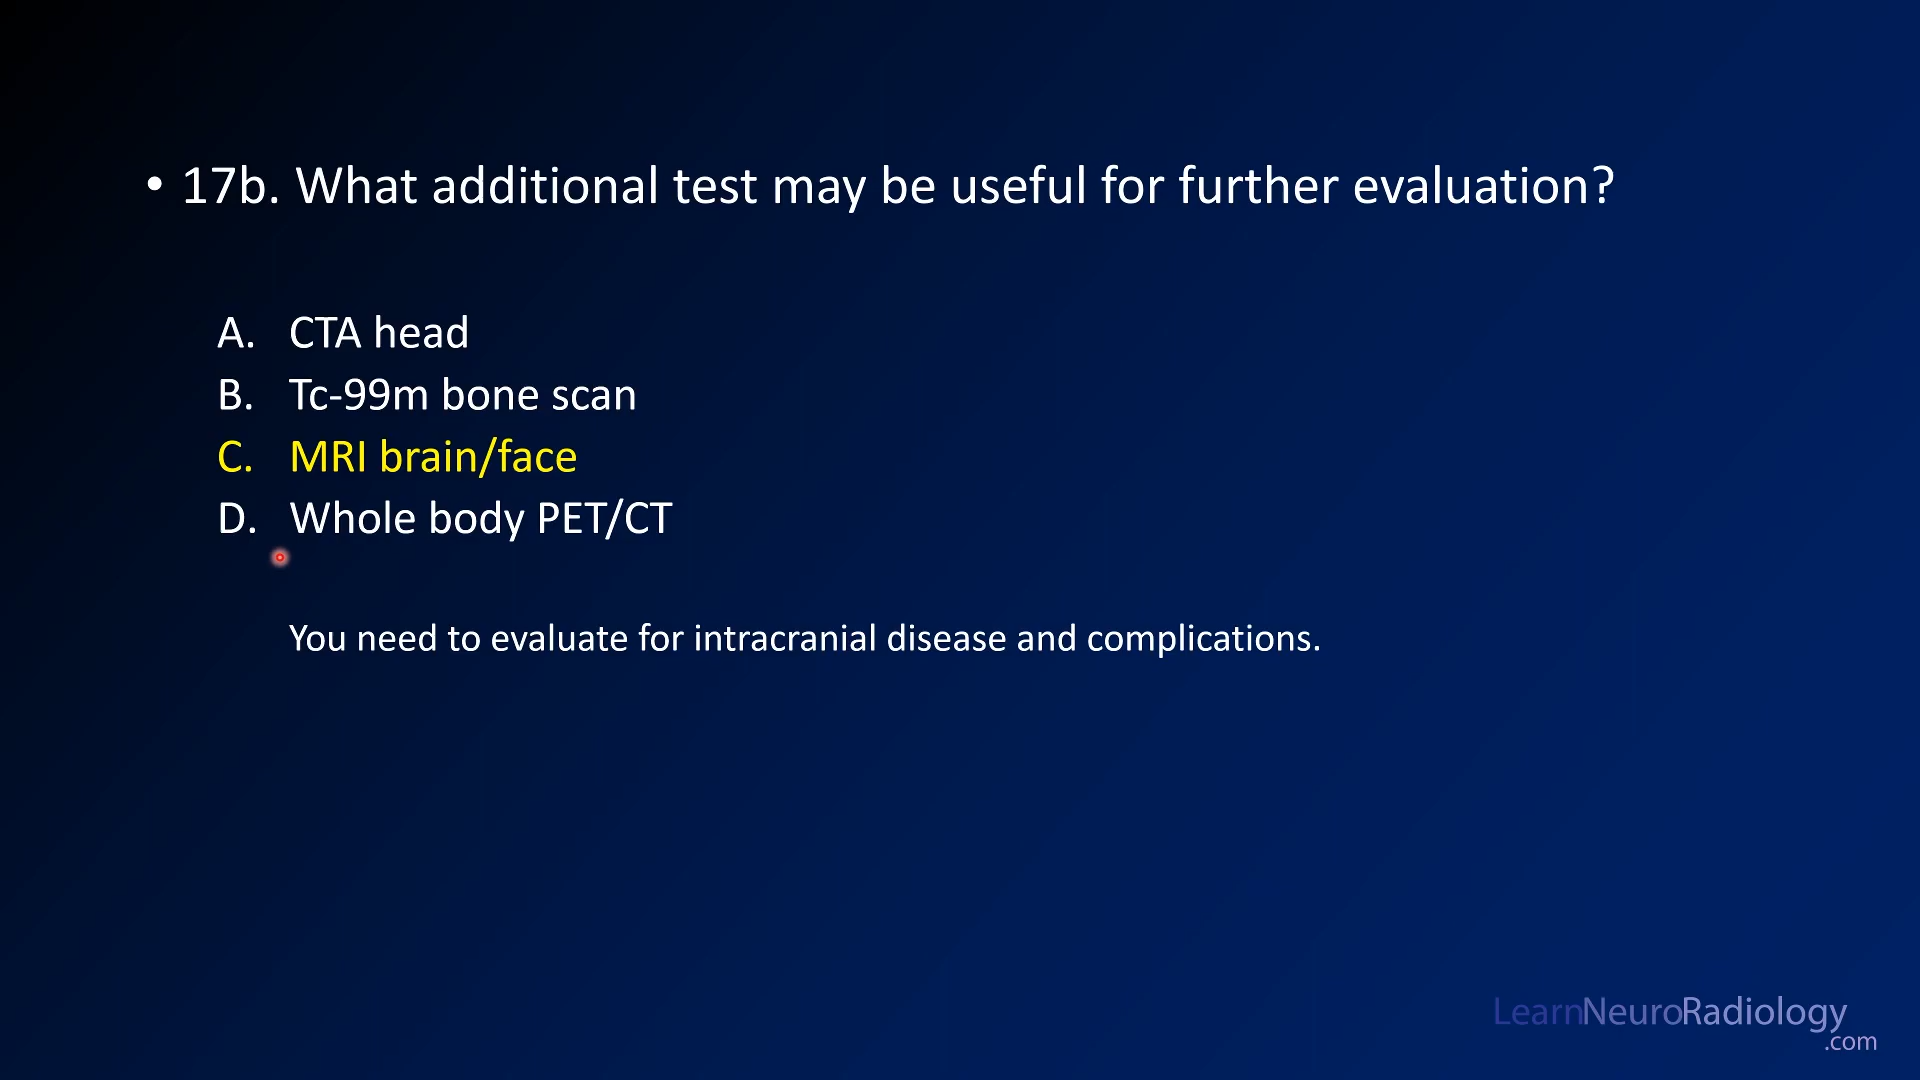 • 17b. What additional test may be useful for further evaluation?
A. CTA head
B. Tc-99m bone scan
C. MRI brain/face
D. Whole body PET/CT
You need to evaluate for intracranial disease and complications.
LearnNeuroRadiology
.com